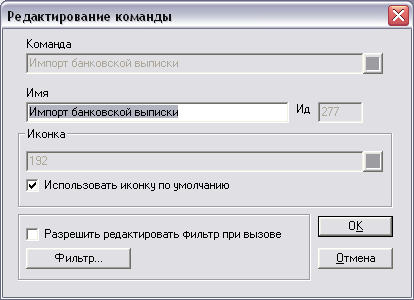 Редактирование команды
Команда
Импорт банковской выписки
Имя
Импорт банковской выписки
Ид 277
Иконка
192
Использовать иконку по умолчанию
Разрешить редактировать фильтр при вызове
Фильтр...
OK
Отмена